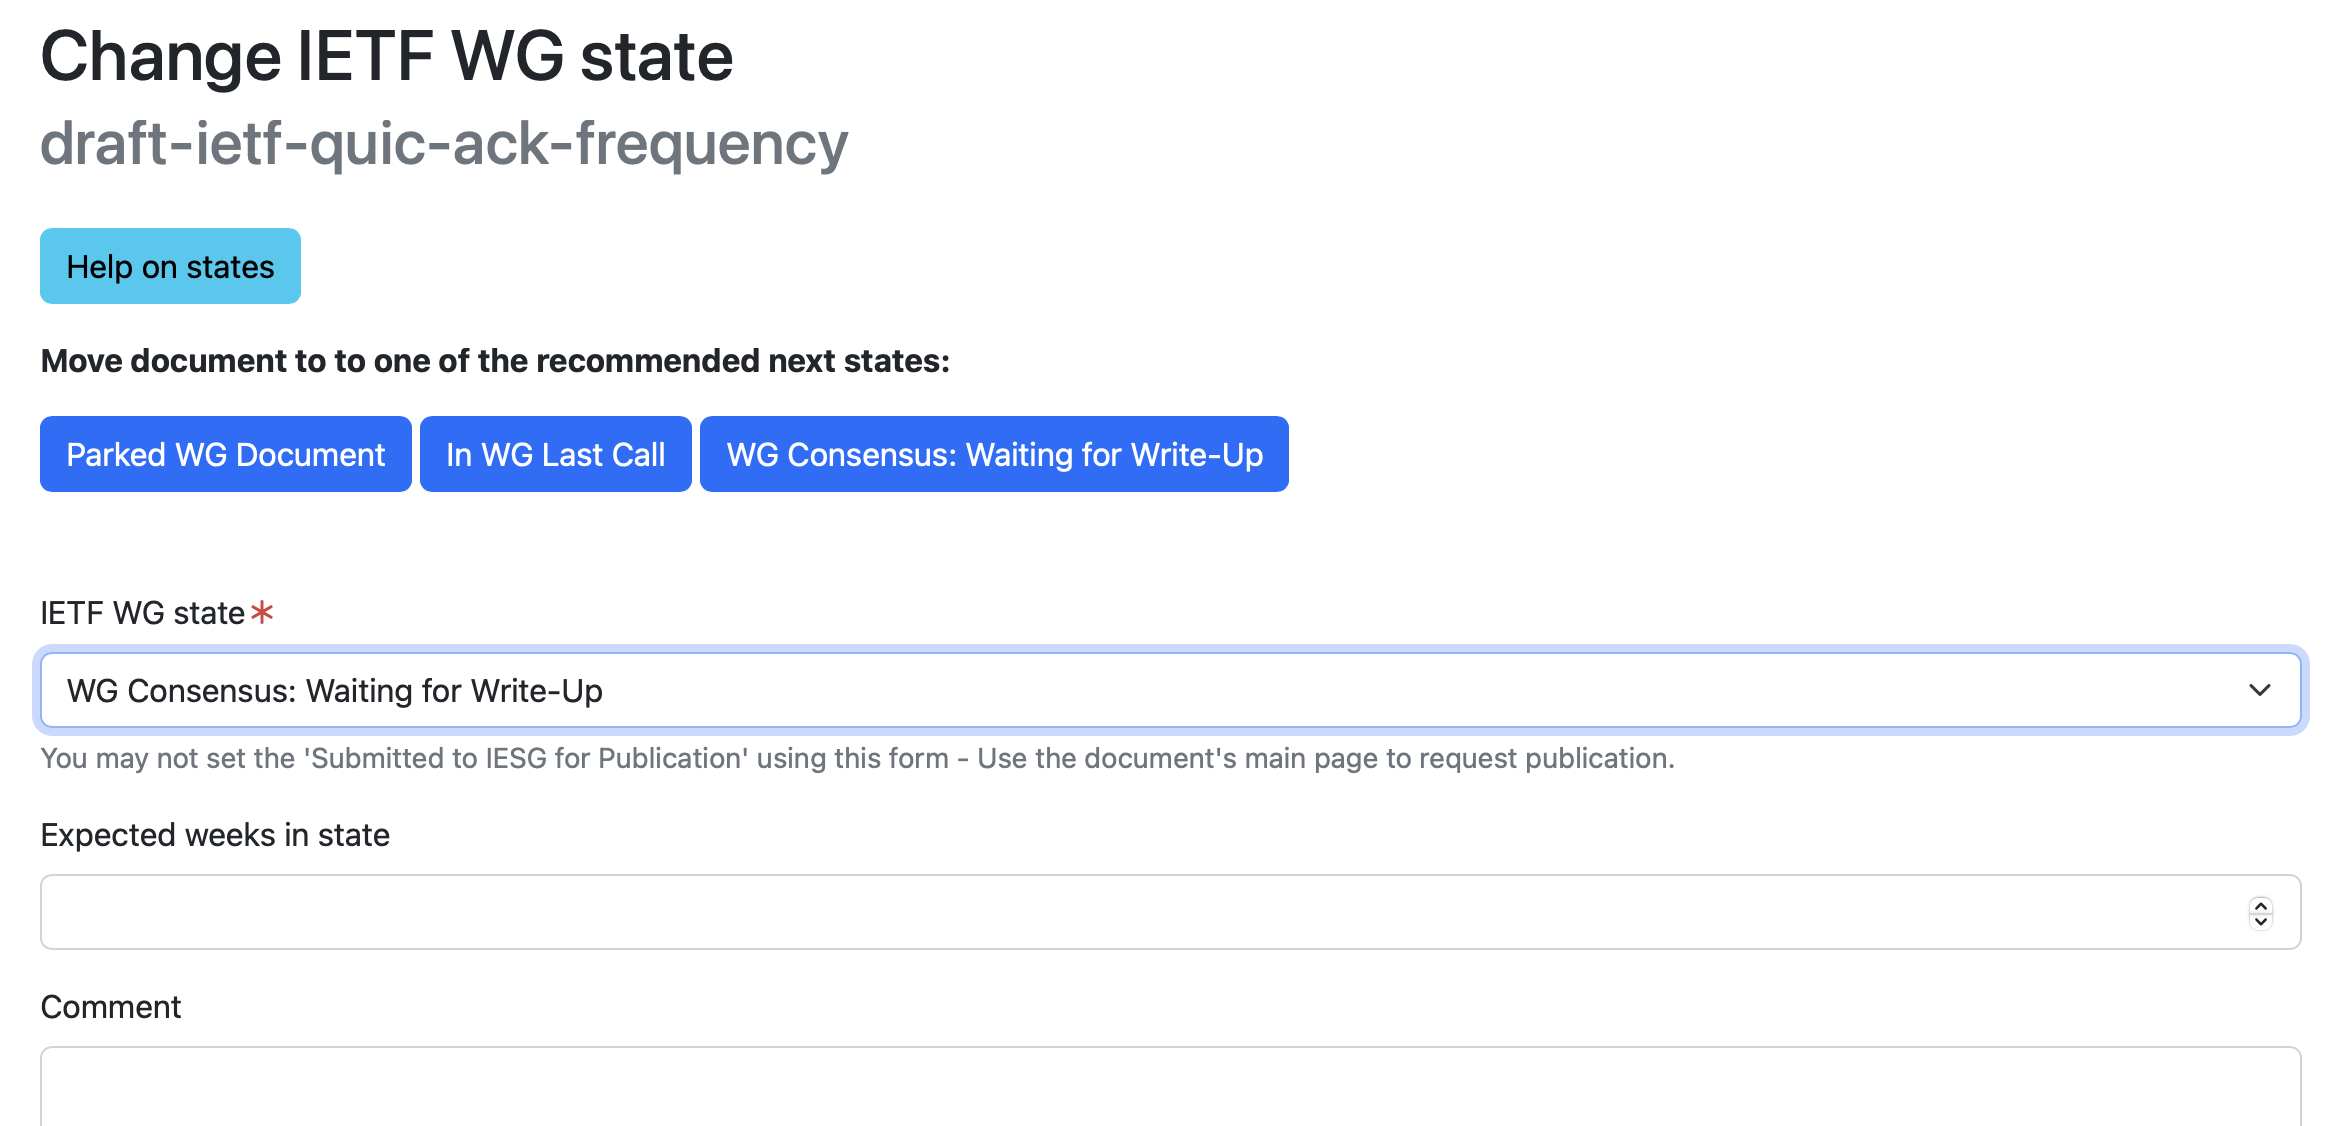 Change IETF WG state
draft-ietf-quic-ack-frequency
Help on states
Move document to to one of the recommended next states:
Parked WG Document
In WG Last Call
WG Consensus: Waiting for Write-Up
IETF WG state*
WG Consensus: Waiting for Write-Up
You may not set the 'Submitted to IESG for Publication' using this form - Use the document's main page to request publication.
Expected weeks in state
Comment